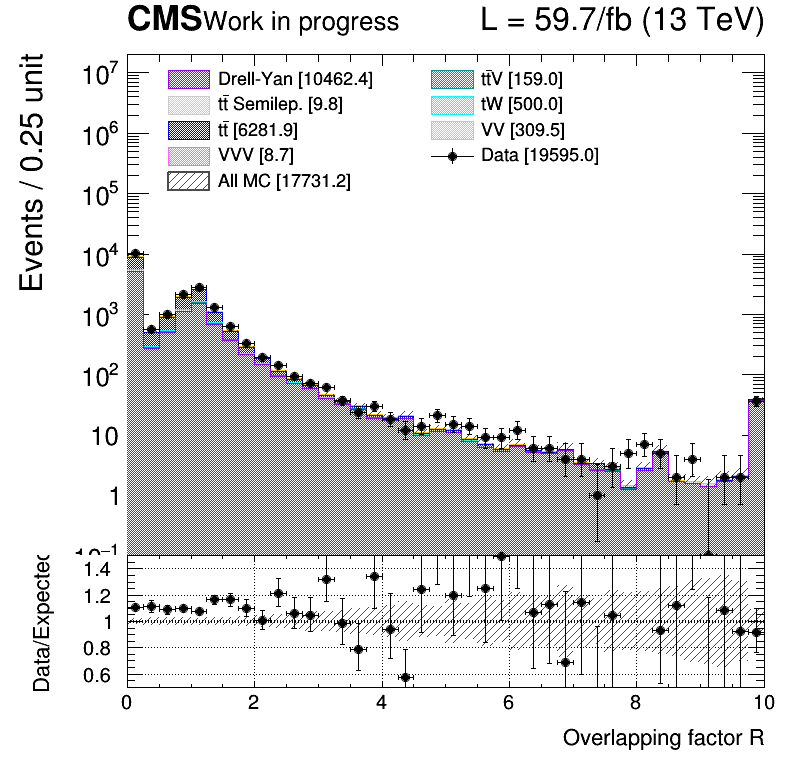 CMS Work in progress L = 59.7/fb (13 TeV)
Events / 0.25 unit
10⁷
10⁶
10⁵
10⁴
10³
10²
10
1
10⁻¹
Drell-Yan [10462.4]
tt̄ Semilep. [9.8]
tt̄ [6281.9]
VVV [8.7]
All MC [17731.2]
tt̄V [159.0]
tW [500.0]
VV [309.5]
Data [19595.0]
Data/Expected
1.4
1.2
1
0.8
0.6
0 2 4 6 8 10
Overlapping factor R